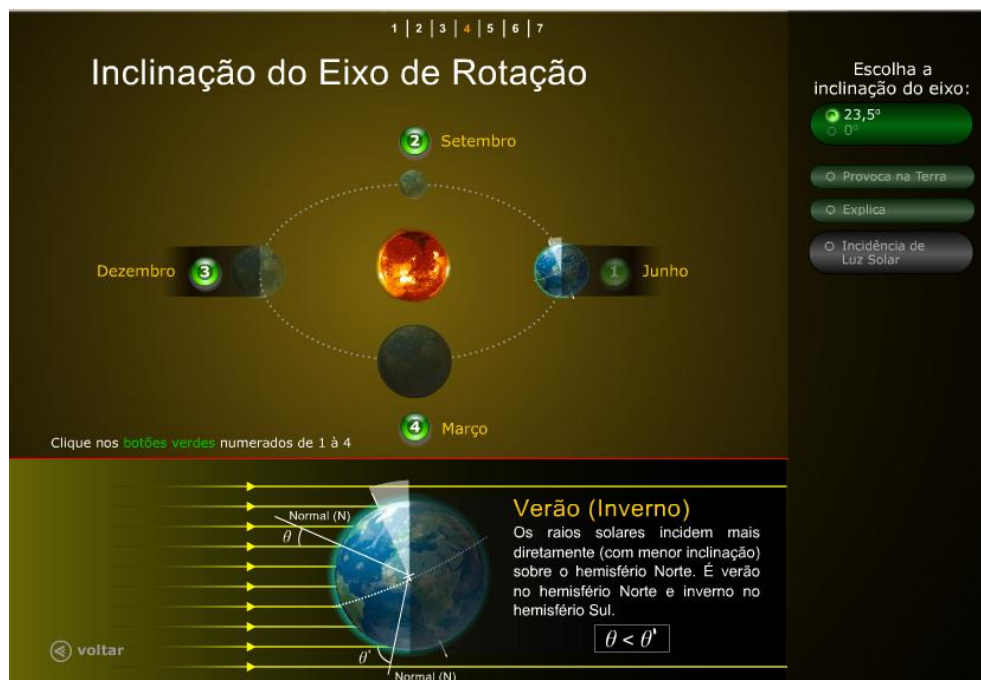 1 | 2 | 3 | 4 | 5 | 6 | 7
Inclinação do Eixo de Rotação
Escolha a
inclinação do eixo:
23,5º
0º
Provoca na Terra
Explica
Incidência de
Luz Solar
2 Setembro
Dezembro 3
1 Junho
4 Março
Clique nos botões verdes numerados de 1 à 4
Normal (N)
θ
θ'
Normal (N)
Verão (Inverno)
Os raios solares incidem mais
diretamente (com menor inclinação)
sobre o hemisfério Norte. É verão
no hemisfério Norte e inverno no
hemisfério Sul.
θ < θ'
voltar